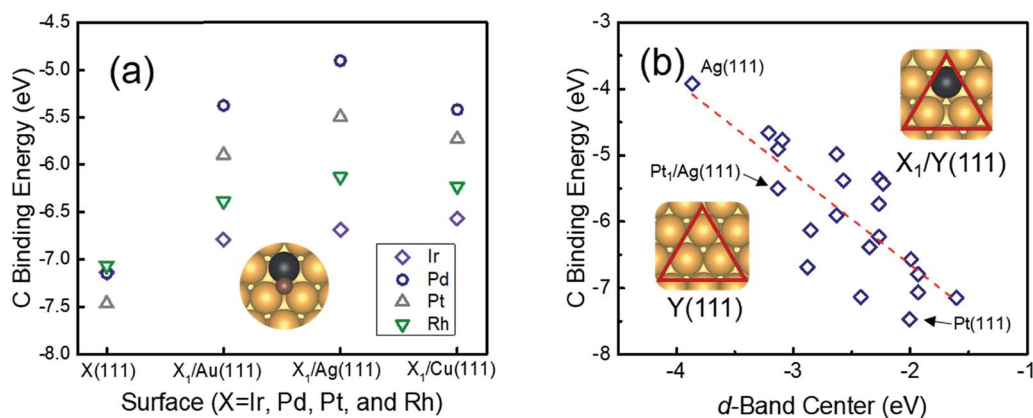 (a)
C Binding Energy (eV)
-4.5
-5.0
-5.5
-6.0
-6.5
-7.0
-7.5
-8.0
Ir
Pd
Pt
Rh
X(111)
X₁/Au(111)
X₁/Ag(111)
X₁/Cu(111)
Surface (X=Ir, Pd, Pt, and Rh)
(b)
C Binding Energy (eV)
-3
-4
-5
-6
-7
-8
Ag(111)
X₁/Y(111)
Pt₁/Ag(111)
Y(111)
Pt(111)
-4
-3
-2
-1
d-Band Center (eV)